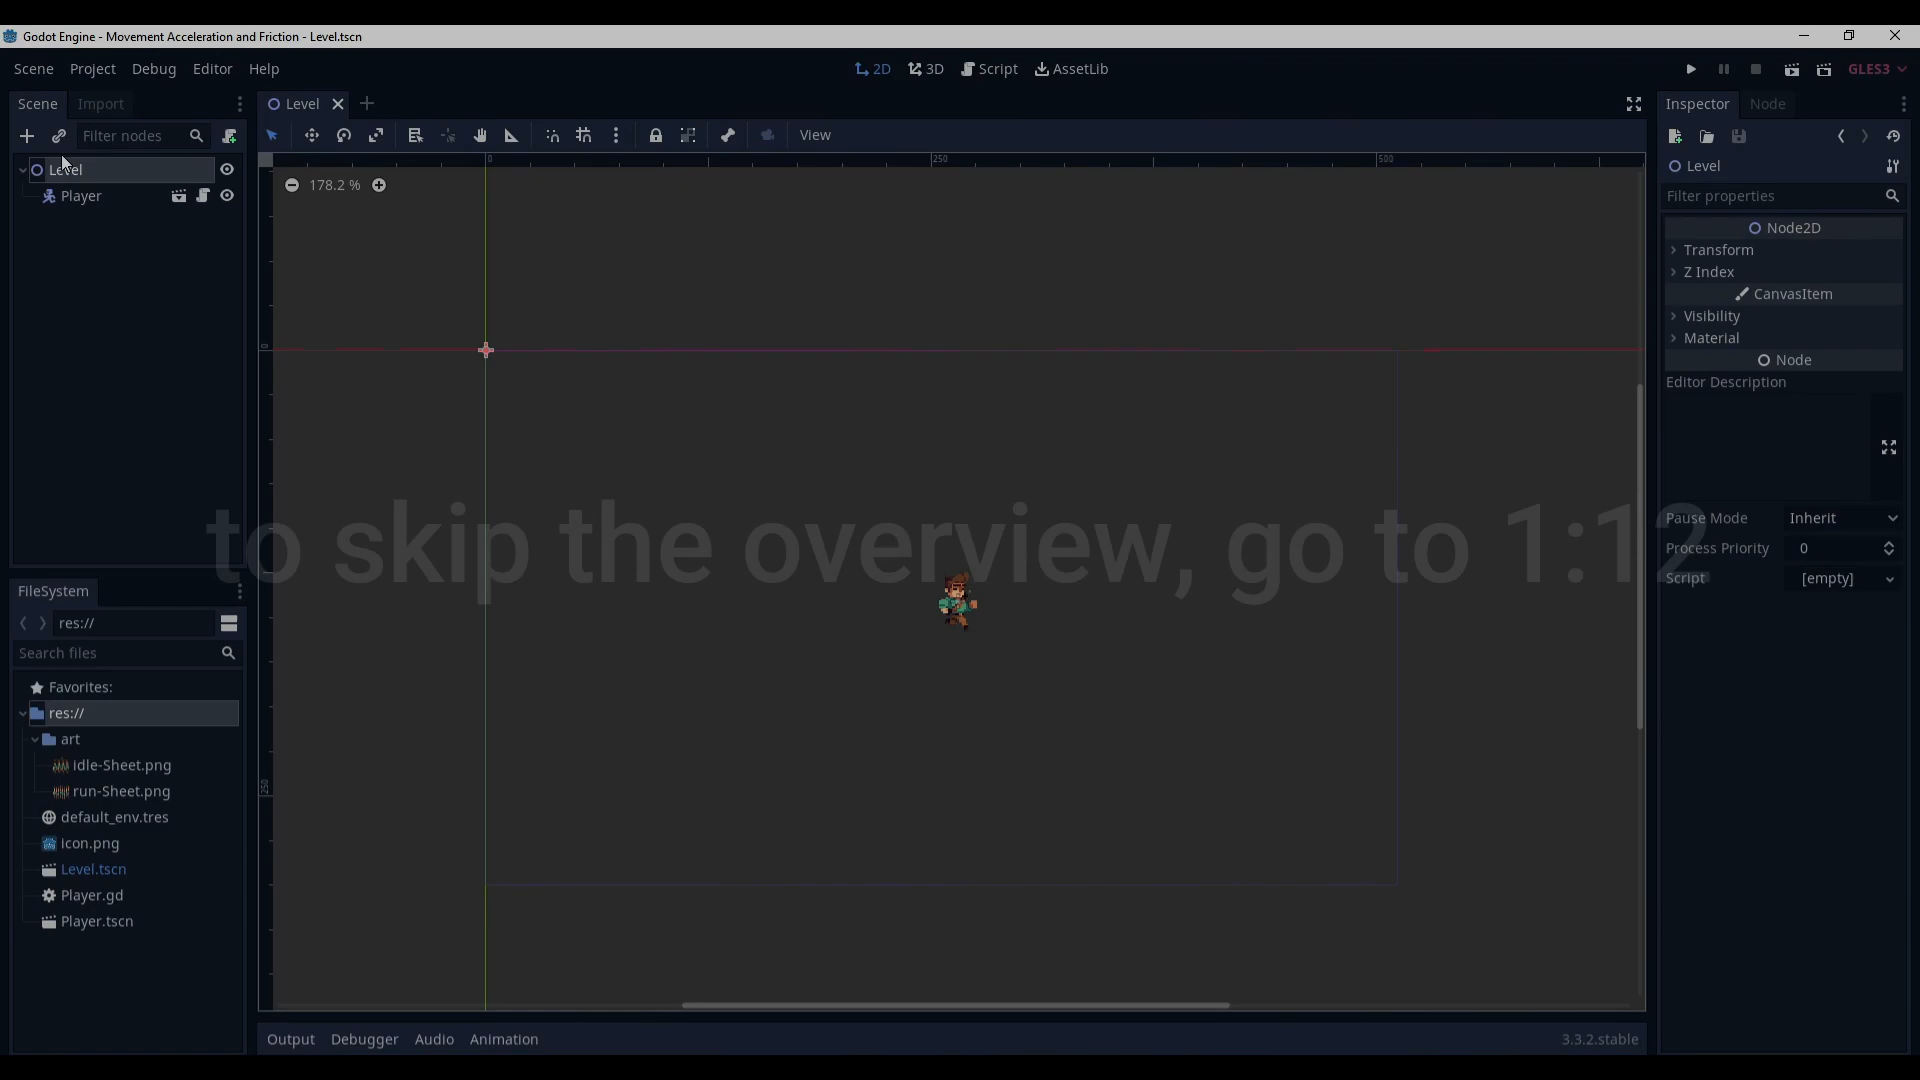 Godot Engine - Movement Acceleration and Friction - Level.tscn
Scene Project Debug Editor Help
2D 3D Script AssetLib
GLES3
Scene Import
Level
Inspector Node
Filter nodes
View
Level
Level
Player
Filter properties
0 250 500
178.2 %
Node2D
Transform
Z Index
CanvasItem
Visibility
Material
Node
Editor Description
0
to skip the overview, go to 1:12
Pause Mode Inherit
Process Priority 0
Script [empty]
FileSystem
res://
Search files
Favorites:
res://
art
idle-Sheet.png
run-Sheet.png
250
default_env.tres
icon.png
Level.tscn
Player.gd
Player.tscn
Output Debugger Audio Animation
3.3.2.stable